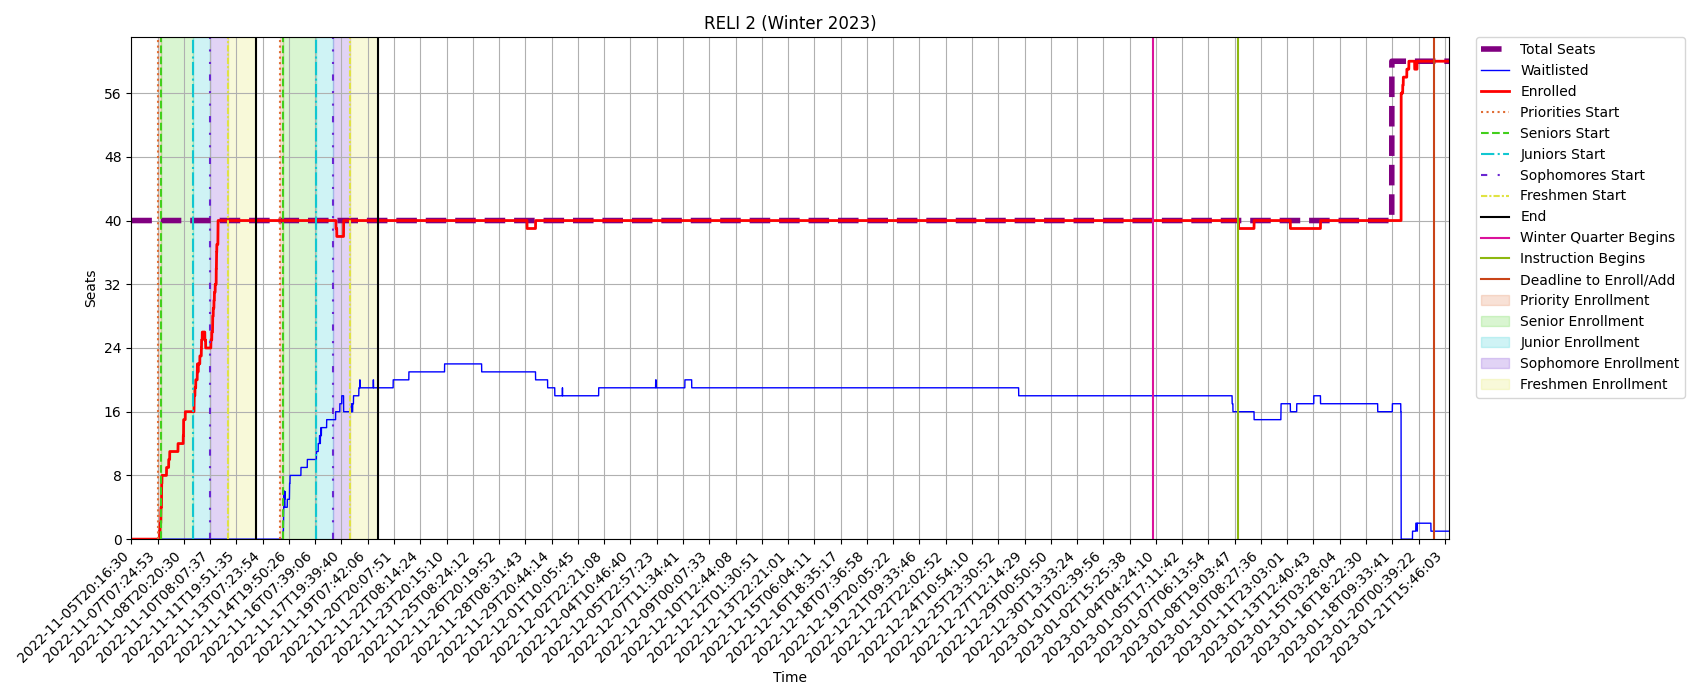 RELI 2 (Winter 2023)
Total Seats
Waitlisted
Enrolled
Priorities Start
Seniors Start
Juniors Start
Sophomores Start
Freshmen Start
End
Winter Quarter Begins
Instruction Begins
Deadline to Enroll/Add
Priority Enrollment
Senior Enrollment
Junior Enrollment
Sophomore Enrollment
Freshmen Enrollment
Seats
56
48
40
32
24
16
8
0
2022-11-05T20:16:30
2022-11-07T07:24:53
2022-11-08T20:20:30
2022-11-10T08:07:37
2022-11-11T19:51:35
2022-11-13T07:23:54
2022-11-14T19:50:26
2022-11-16T07:39:06
2022-11-17T19:39:40
2022-11-19T07:42:06
2022-11-20T20:07:51
2022-11-22T08:14:24
2022-11-23T20:15:10
2022-11-25T08:24:12
2022-11-26T20:19:52
2022-11-28T08:31:43
2022-11-29T20:44:14
2022-12-01T10:05:45
2022-12-02T22:21:08
2022-12-04T10:46:40
2022-12-05T22:57:23
2022-12-07T11:34:41
2022-12-09T00:07:33
2022-12-10T12:44:08
2022-12-12T01:30:51
2022-12-13T22:21:01
2022-12-15T06:04:11
2022-12-16T18:35:17
2022-12-18T07:36:58
2022-12-19T20:05:22
2022-12-21T09:33:46
2022-12-22T22:02:52
2022-12-24T10:54:10
2022-12-25T23:30:52
2022-12-27T12:14:29
2022-12-29T00:50:50
2022-12-30T13:33:24
2023-01-01T02:39:56
2023-01-02T15:25:38
2023-01-04T04:24:10
2023-01-05T17:11:42
2023-01-07T06:13:54
2023-01-08T19:03:47
2023-01-10T08:27:36
2023-01-11T23:03:01
2023-01-13T12:40:43
2023-01-15T03:28:04
2023-01-16T18:22:30
2023-01-18T09:33:41
2023-01-20T00:39:22
2023-01-21T15:46:03
Time